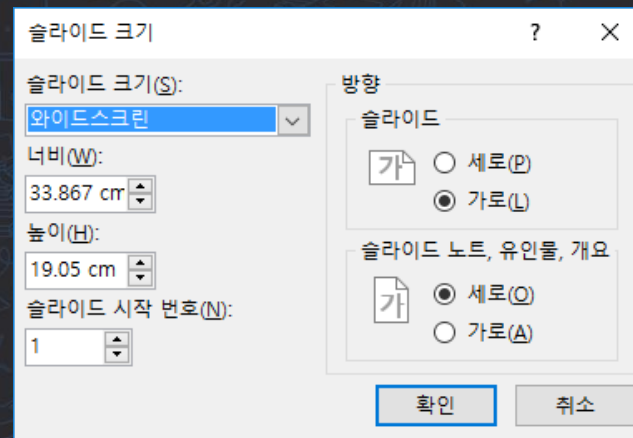 슬라이드 크기
?
슬라이드 크기(S):
와이드스크린
너비(W):
33.867 cm
높이(H):
19.05 cm
슬라이드 시작 번호(N):
1
방향
슬라이드
가
세로(P)
가로(L)
슬라이드 노트, 유인물, 개요
가
세로(O)
가로(A)
확인
취소